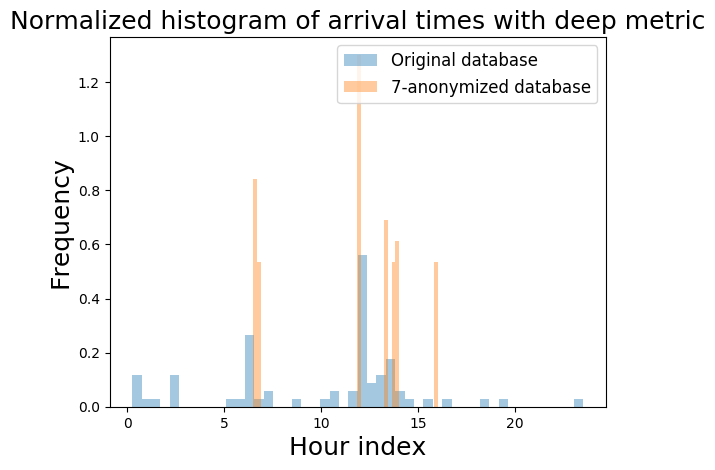 Normalized histogram of arrival times with deep metric
Original database
7-anonymized database
Frequency
1.2
1.0
0.8
0.6
0.4
0.2
0.0
0
5
10
15
20
Hour index